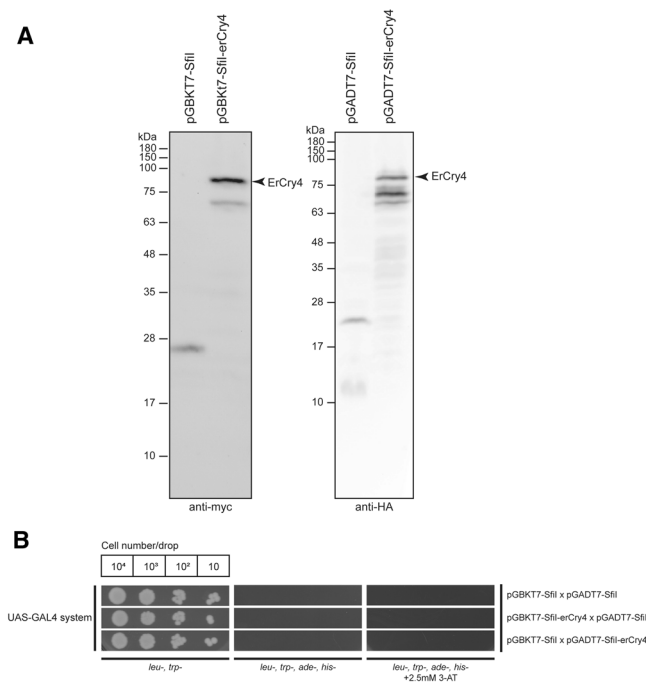 A
pGBKT7-SfiI
pGBKt7-SfiI-erCry4
pGADT7-SfiI
pGADT7-SfiI-erCry4
kDa
180
150
100
75
63
48
35
28
17
10
ErCry4
anti-myc
kDa
180
150
100
75
63
48
35
28
17
10
ErCry4
anti-HA
B
Cell number/drop
10⁴ 10³ 10² 10
UAS-GAL4 system
pGBKT7-SfiI x pGADT7-SfiI
pGBKT7-SfiI-erCry4 x pGADT7-SfiI
pGBKT7-SfiI x pGADT7-SfiI-erCry4
leu-, trp-
leu-, trp-, ade-, his-
leu-, trp-, ade-, his-
+2.5mM 3-AT